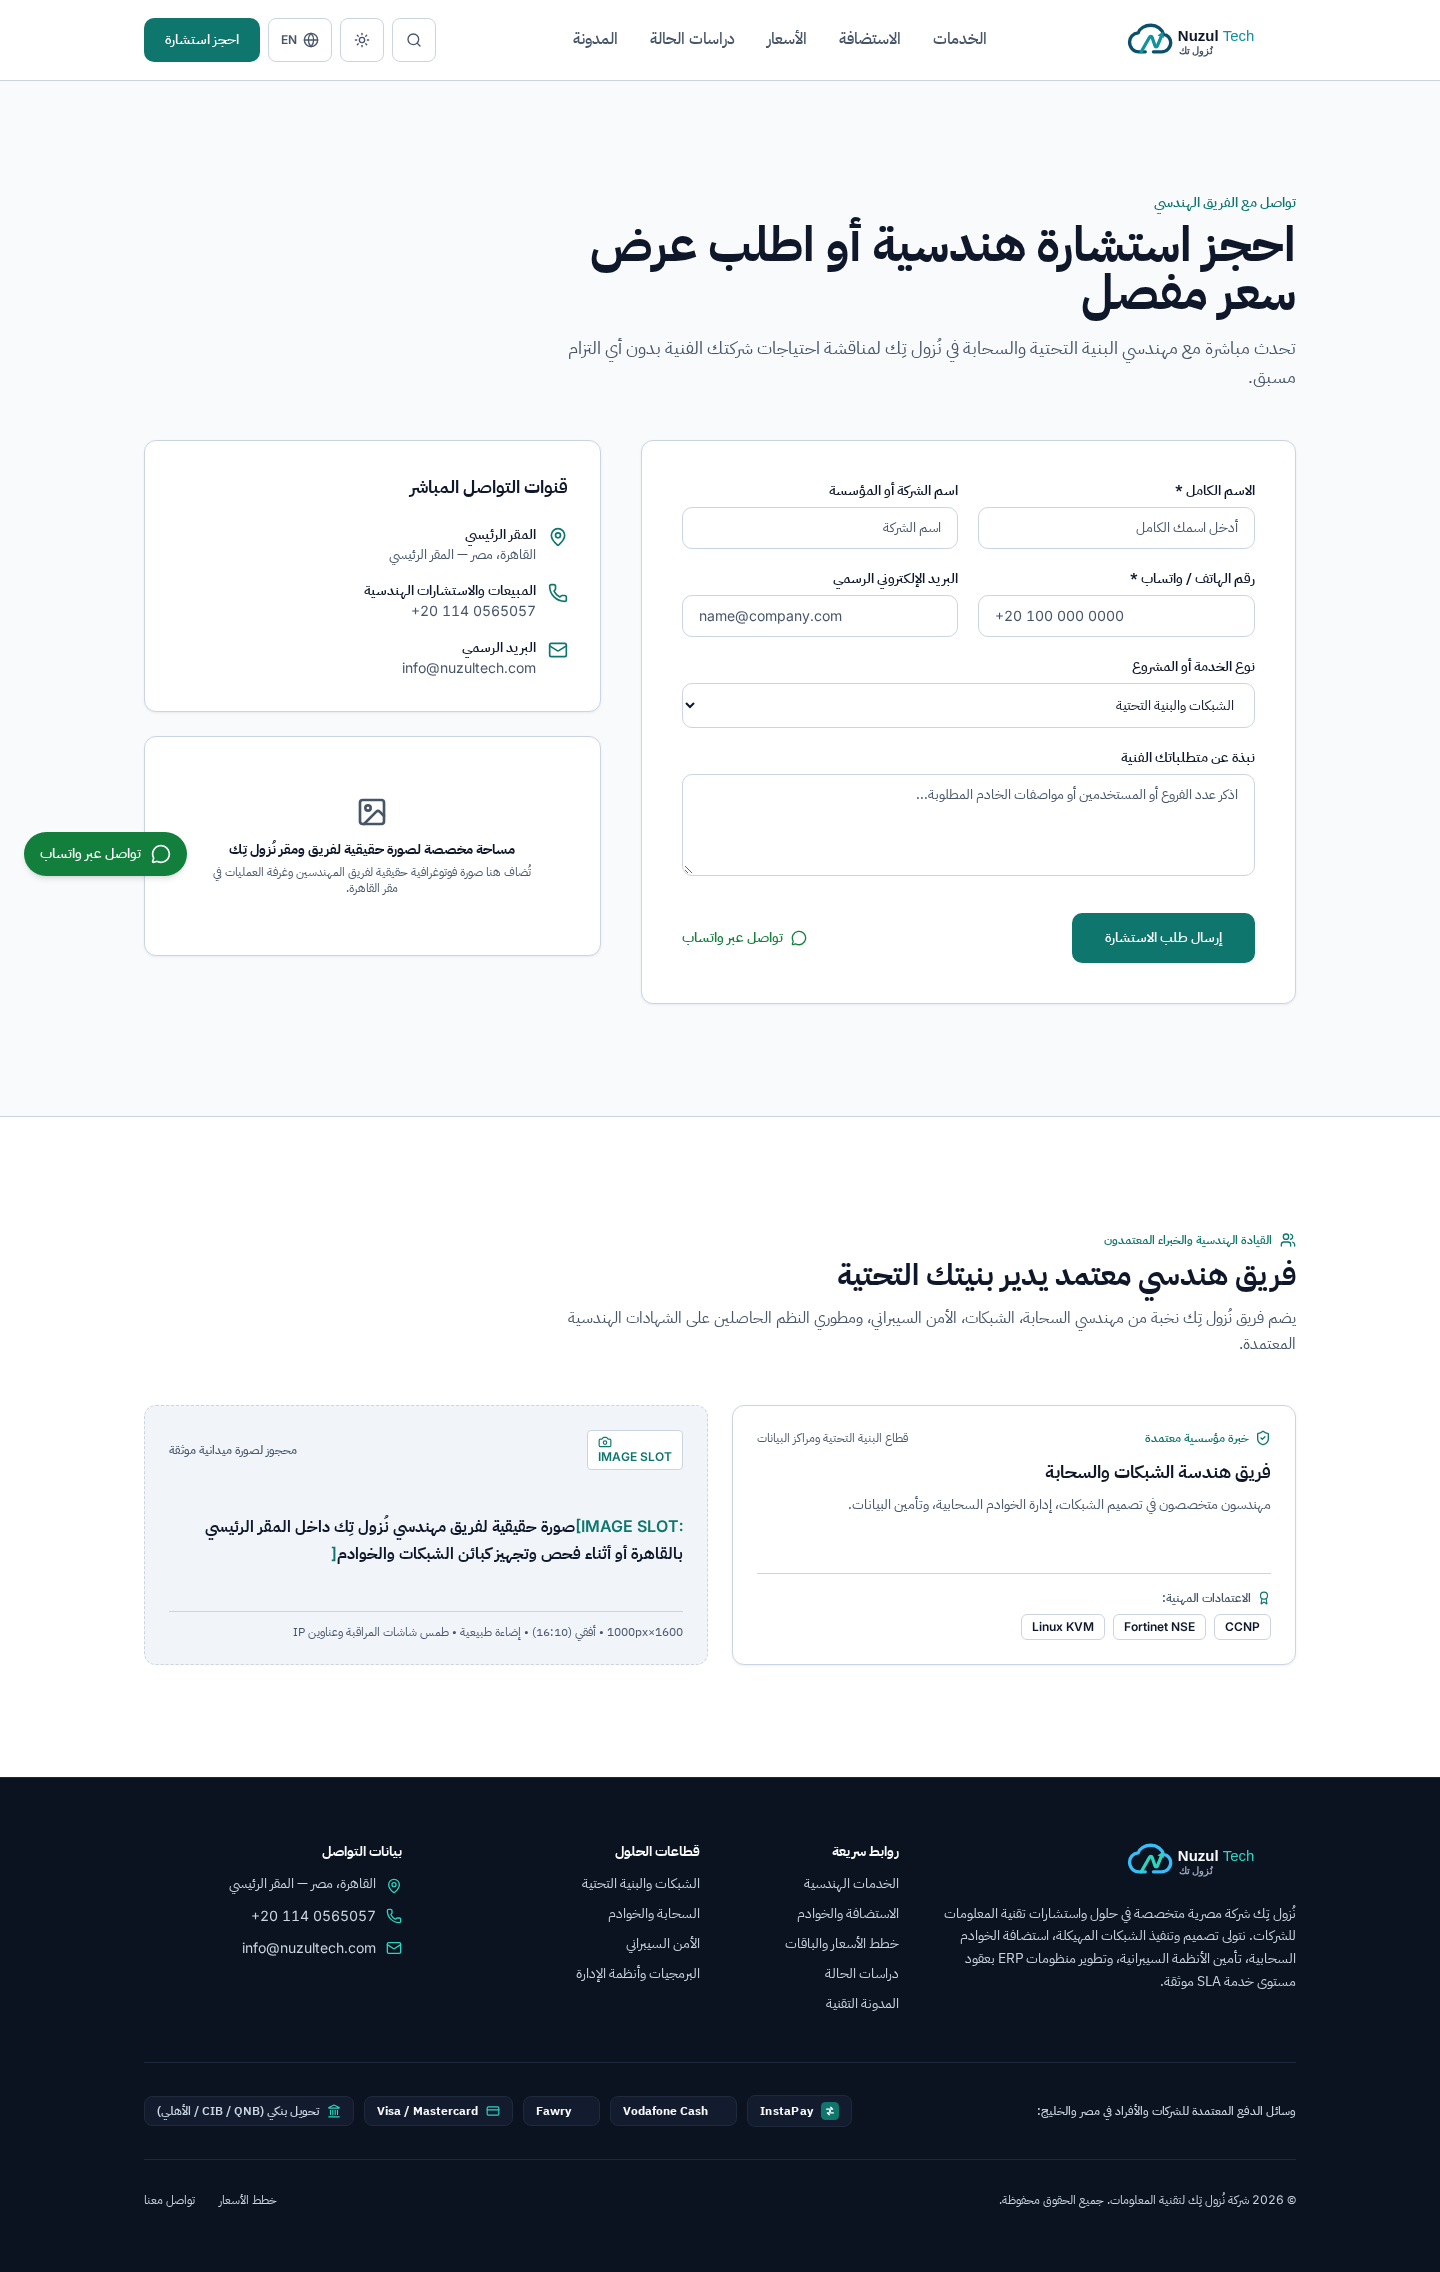 Nuzul Tech
نُزول تك
الخدمات
الاستضافة
الأسعار
دراسات الحالة
المدونة
EN
احجز استشارة
تواصل مع الفريق الهندسي
احجز استشارة هندسية أو اطلب عرض
سعر مفصل
تحدث مباشرة مع مهندسي البنية التحتية والسحابة في نُزول تِك لمناقشة احتياجات شركتك الفنية بدون أي التزام
مسبق.
الاسم الكامل *
اسم الشركة أو المؤسسة
أدخل اسمك الكامل
اسم الشركة
رقم الهاتف / واتساب *
البريد الإلكتروني الرسمي
+20 100 000 0000
name@company.com
نوع الخدمة أو المشروع
الشبكات والبنية التحتية
نبذة عن متطلباتك الفنية
اذكر عدد الفروع أو المستخدمين أو مواصفات الخادم المطلوبة...
إرسال طلب الاستشارة
تواصل عبر واتساب
قنوات التواصل المباشر
المقر الرئيسي
القاهرة، مصر — المقر الرئيسي
المبيعات والاستشارات الهندسية
+20 114 0565057
البريد الرسمي
info@nuzultech.com
مساحة مخصصة لصورة حقيقية لفريق ومقر نُزول تِك
تُضاف هنا صورة فوتوغرافية حقيقية لفريق المهندسين وغرفة العمليات في
مقر القاهرة.
تواصل عبر واتساب
القيادة الهندسية والخبراء المعتمدون
فريق هندسي معتمد يدير بنيتك التحتية
يضم فريق نُزول تِك نخبة من مهندسي السحابة، الشبكات، الأمن السيبراني، ومطوري النظم الحاصلين على الشهادات الهندسية
المعتمدة.
خبرة مؤسسية معتمدة
قطاع البنية التحتية ومراكز البيانات
فريق هندسة الشبكات والسحابة
مهندسون متخصصون في تصميم الشبكات، إدارة الخوادم السحابية، وتأمين البيانات.
الاعتمادات المهنية:
CCNP
Fortinet NSE
Linux KVM
IMAGE SLOT
محجوز لصورة ميدانية موثقة
[IMAGE SLOT: صورة حقيقية لفريق مهندسي نُزول تِك داخل المقر الرئيسي
بالقاهرة أو أثناء فحص وتجهيز كبائن الشبكات والخوادم]
1600×1000px • أفقي (16:10) • إضاءة طبيعية • طمس شاشات المراقبة وعناوين IP
Nuzul Tech
نُزول تك
نُزول تِك شركة مصرية متخصصة في حلول واستشارات تقنية المعلومات
للشركات. نتولى تصميم وتنفيذ الشبكات المهيكلة، استضافة الخوادم
السحابية، تأمين الأنظمة السيبرانية، وتطوير منظومات ERP بعقود
مستوى خدمة SLA موثقة.
روابط سريعة
الخدمات الهندسية
الاستضافة والخوادم
خطط الأسعار والباقات
دراسات الحالة
المدونة التقنية
قطاعات الحلول
الشبكات والبنية التحتية
السحابة والخوادم
الأمن السيبراني
البرمجيات وأنظمة الإدارة
بيانات التواصل
القاهرة، مصر — المقر الرئيسي
+20 114 0565057
info@nuzultech.com
وسائل الدفع المعتمدة للشركات والأفراد في مصر والخليج:
InstaPay
Vodafone Cash
Fawry
Visa / Mastercard
تحويل بنكي (CIB / QNB / الأهلي)
© 2026 شركة نُزول تِك لتقنية المعلومات. جميع الحقوق محفوظة.
خطط الأسعار
تواصل معنا